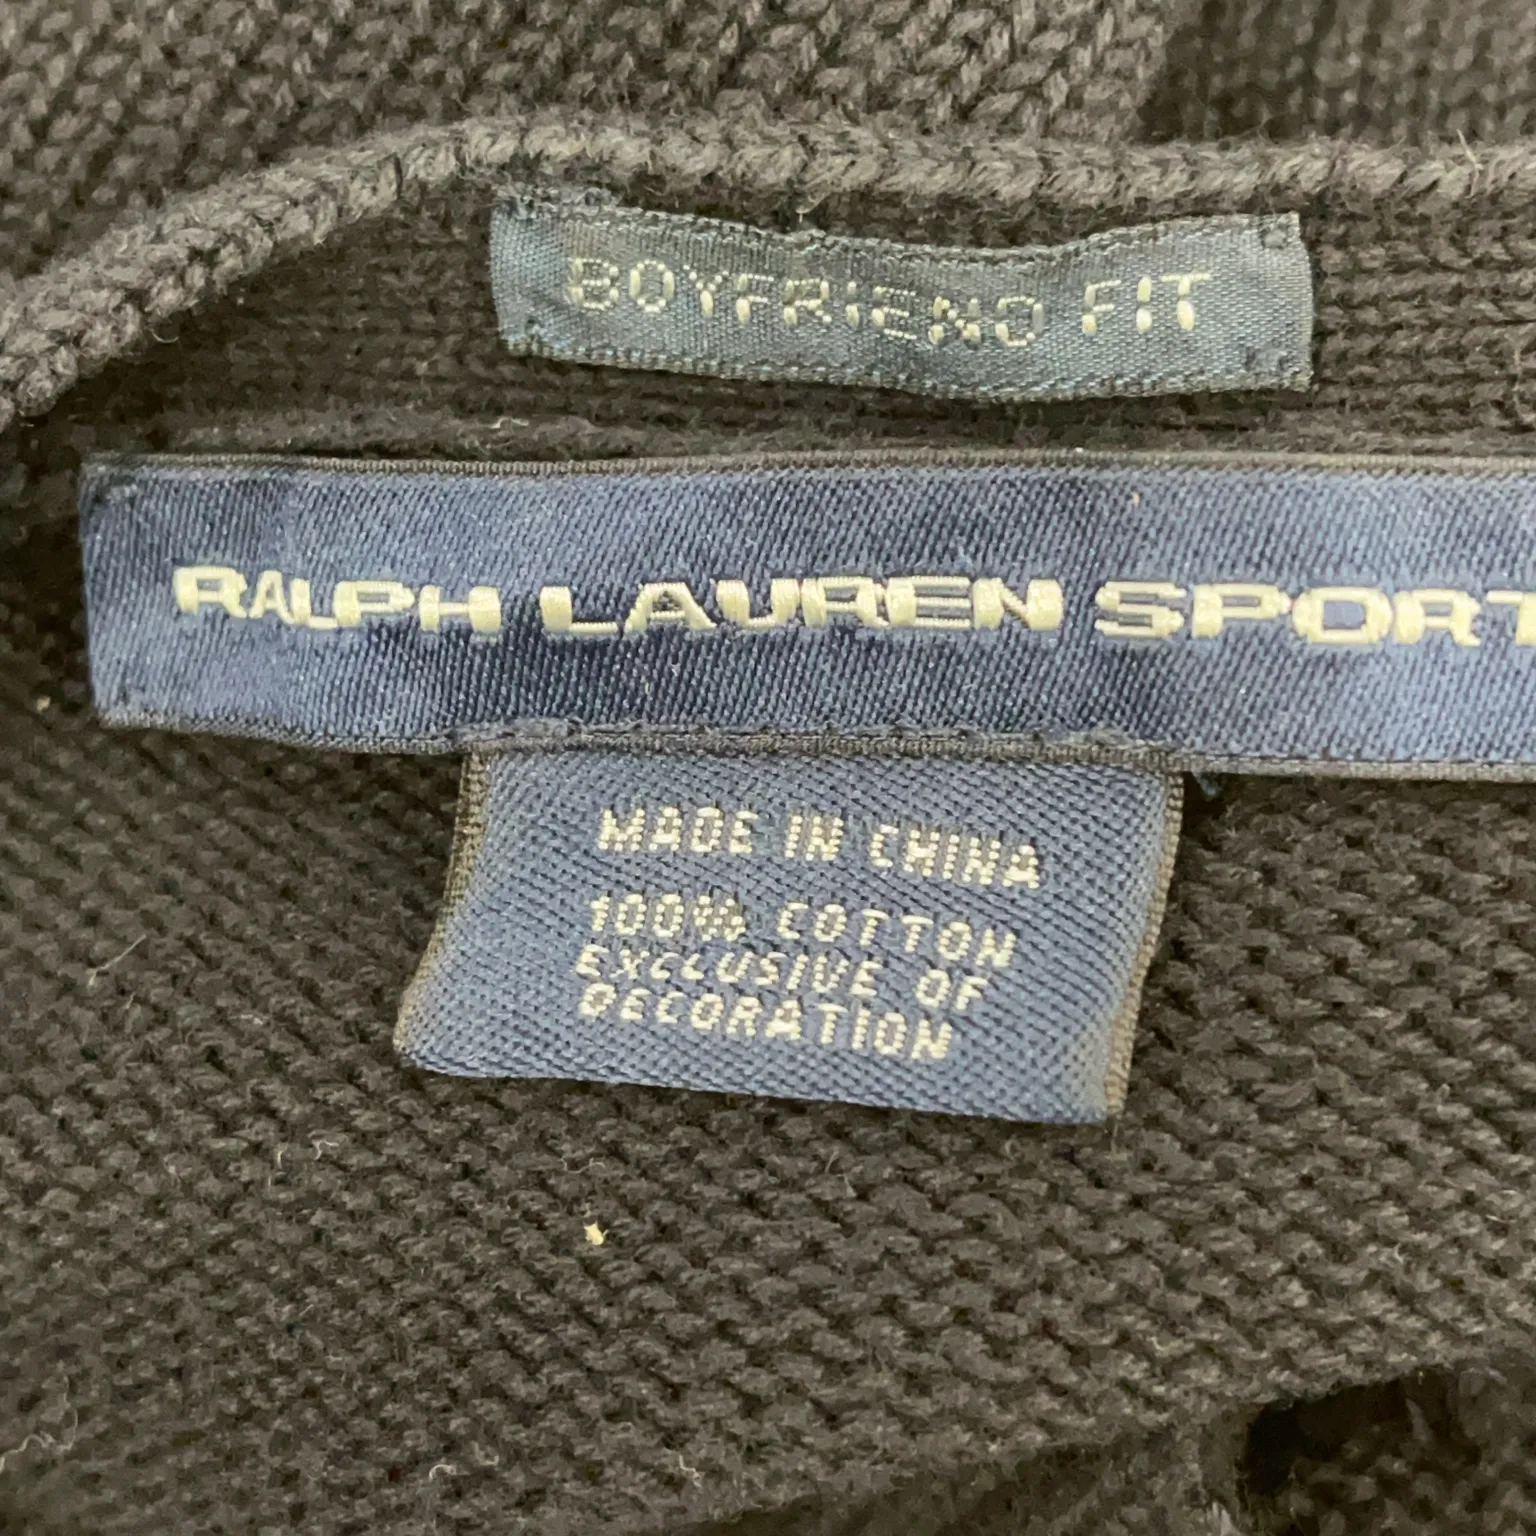 BOYFRIEND FIT
RALPH LAUREN SPORT
MADE IN CHINA
100% COTTON
EXCLUSIVE OF
DECORATION